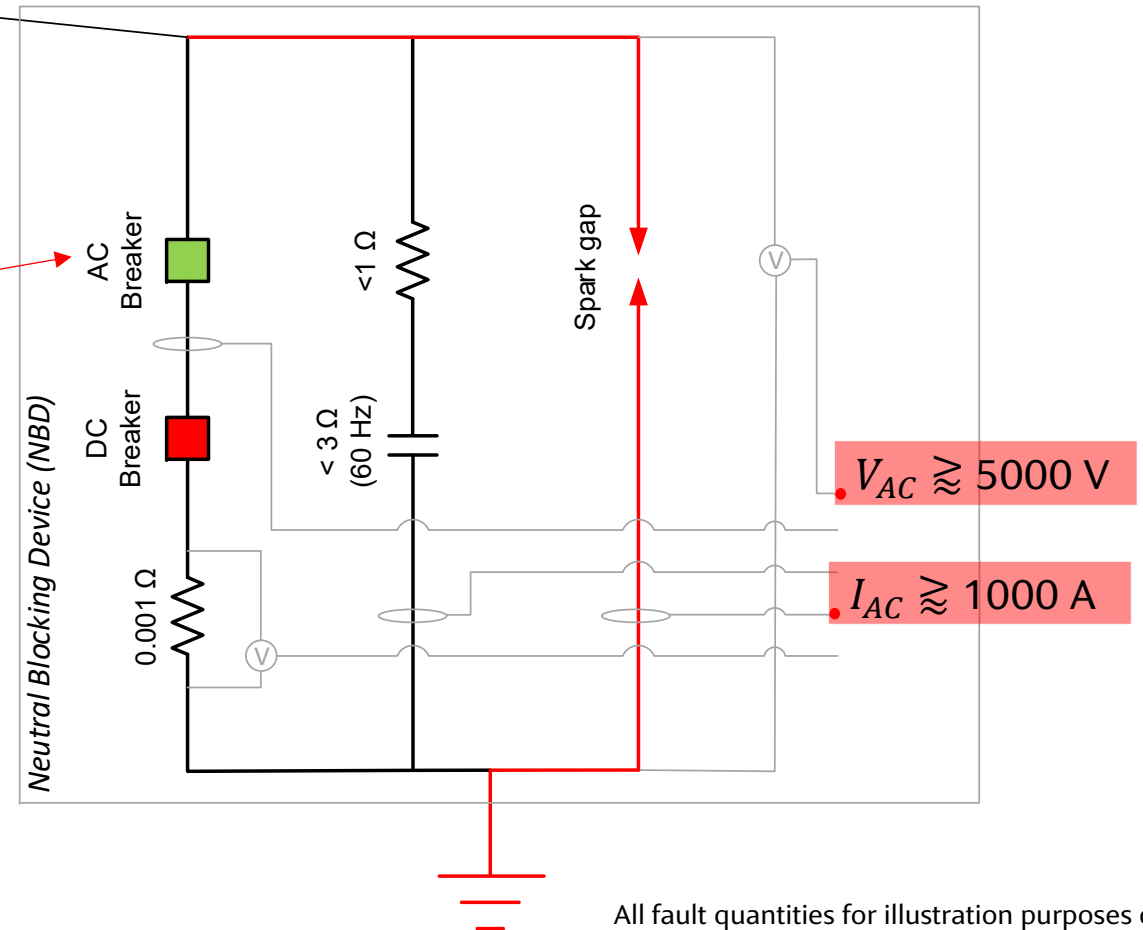 Neutral Blocking Device (NBD)
AC
Breaker
DC
Breaker
0.001 Ω
<1 Ω
< 3 Ω
(60 Hz)
Spark gap
V
V
V_AC ⪆ 5000 V
I_AC ⪆ 1000 A
All fault quantities for illustration purposes